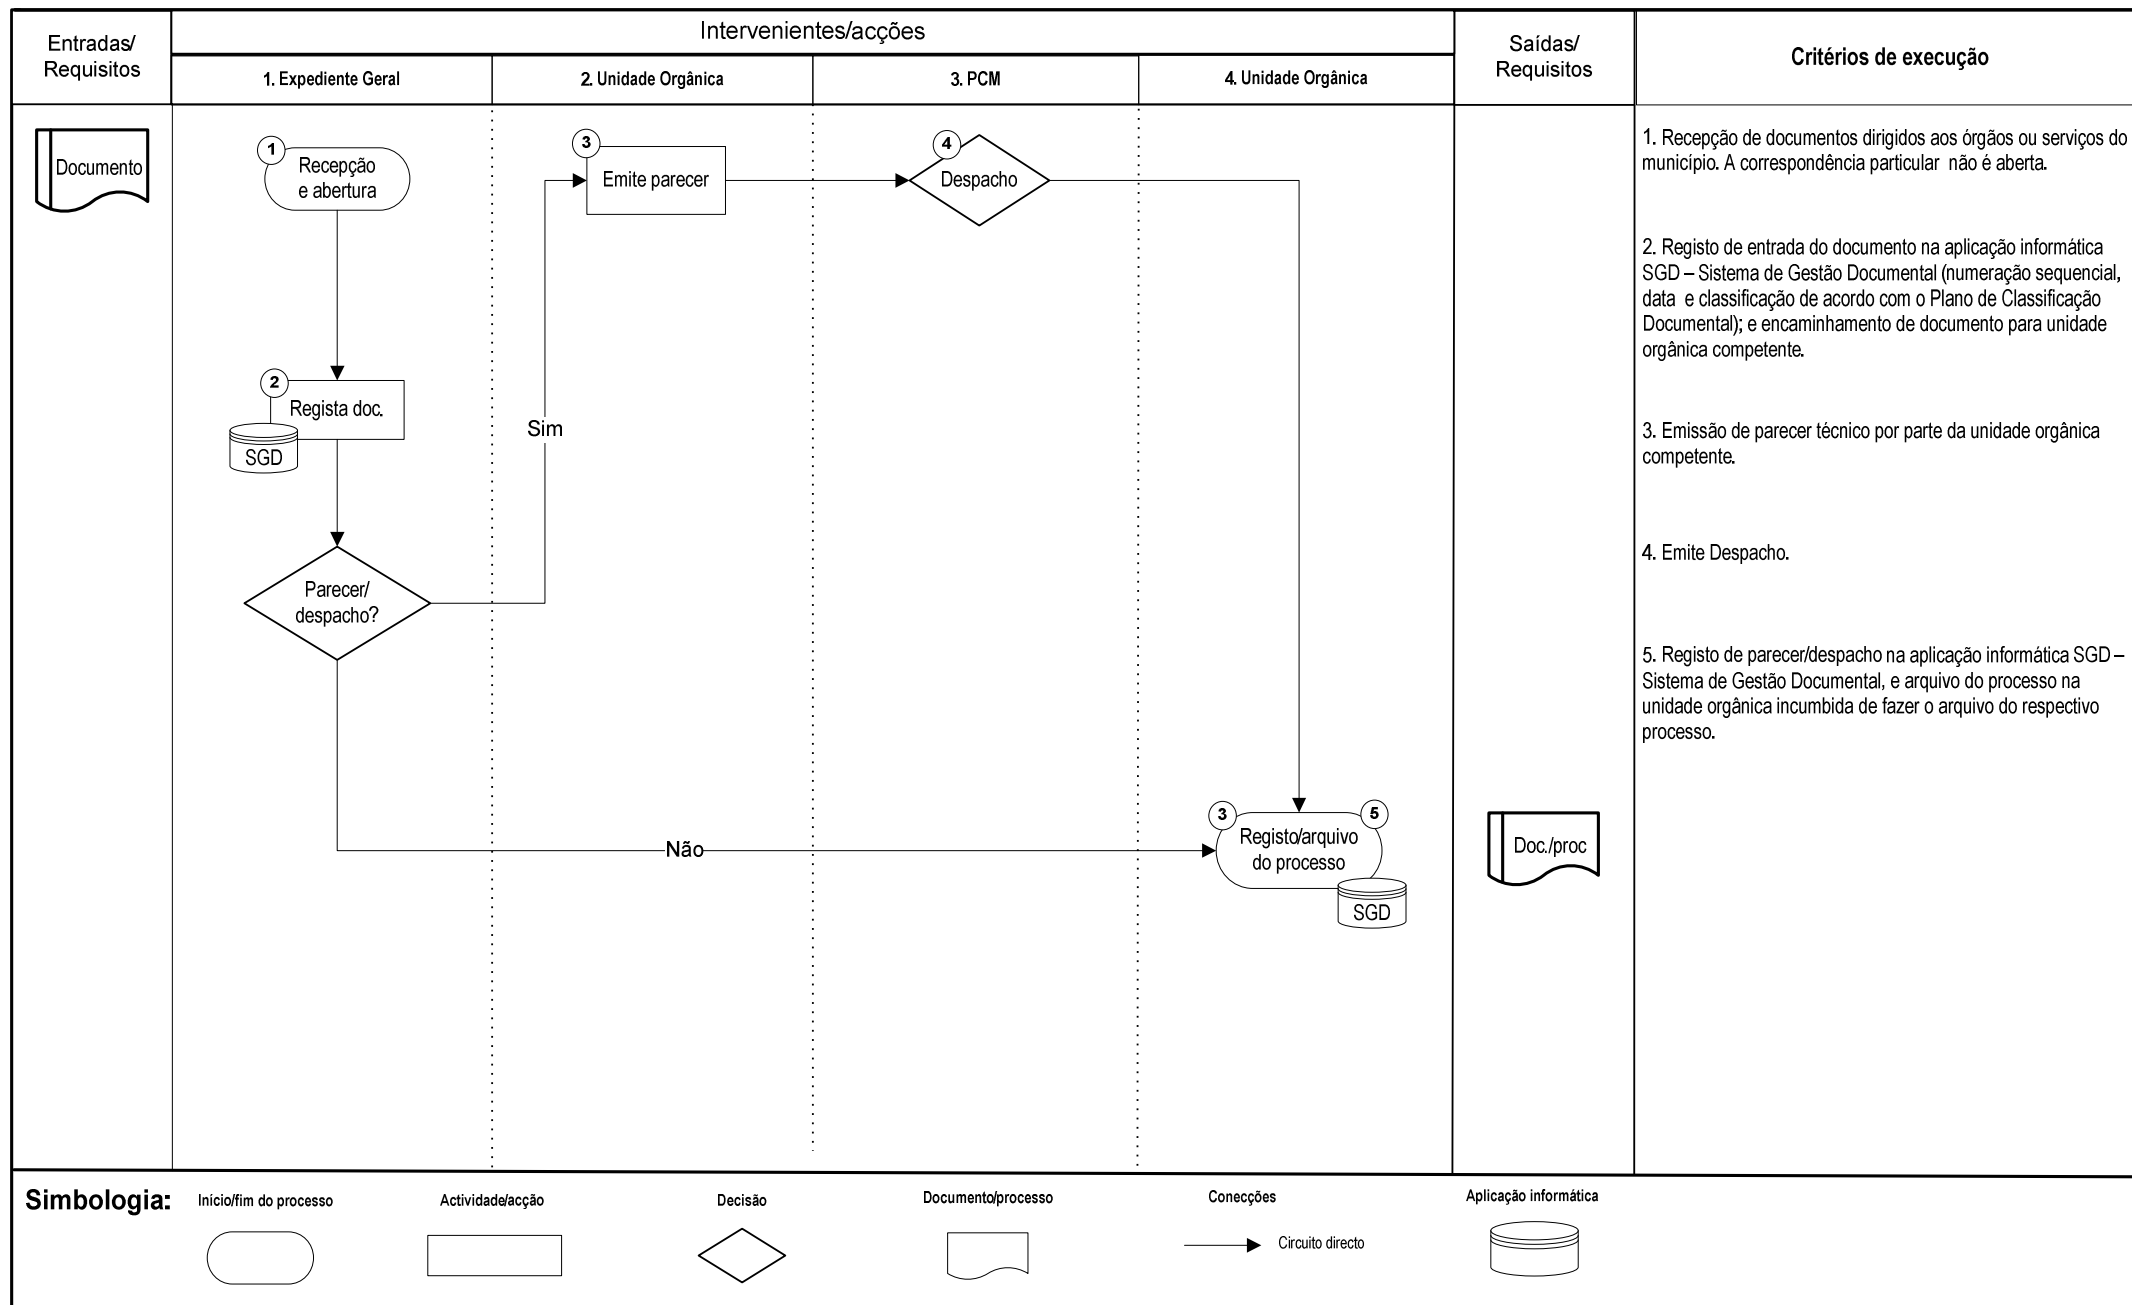 Entradas/
Requisitos
Intervenientes/acções
1. Expediente Geral
2. Unidade Orgânica
3. PCM
4. Unidade Orgânica
Saídas/
Requisitos
Critérios de execução
Documento
1
Recepção
e abertura
3
Emite parecer
4
Despacho
2
Regista doc.
SGD
Sim
Parecer/
despacho?
Não
3
5
Registo/arquivo
do processo
SGD
Doc./proc
1. Recepção de documentos dirigidos aos órgãos ou serviços do
município. A correspondência particular não é aberta.
2. Registo de entrada do documento na aplicação informática
SGD – Sistema de Gestão Documental (numeração sequencial,
data e classificação de acordo com o Plano de Classificação
Documental); e encaminhamento de documento para unidade
orgânica competente.
3. Emissão de parecer técnico por parte da unidade orgânica
competente.
4. Emite Despacho.
5. Registo de parecer/despacho na aplicação informática SGD –
Sistema de Gestão Documental, e arquivo do processo na
unidade orgânica incumbida de fazer o arquivo do respectivo
processo.
Simbologia:
Início/fim do processo
Actividade/acção
Decisão
Documento/processo
Conecções
Circuito directo
Aplicação informática